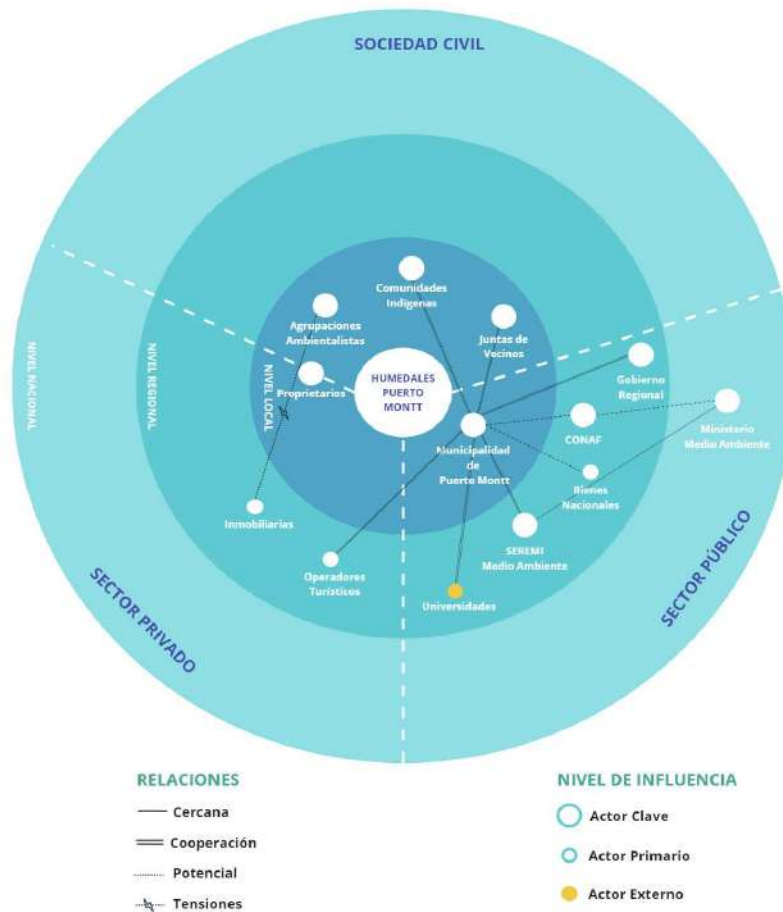 SOCIEDAD CIVIL
Comunidades
Indígenas
Agrupaciones
Ambientalistas
Juntas de
Vecinos
NIVEL NACIONAL
NIVEL REGIONAL
NIVEL LOCAL
Proprietarios
HUMEDALES
PUERTO
MONTT
Gobierno
Regional
Municipalidad
de
Puerto Montt
CONAF
Ministerio
Medio Ambiente
Bienes
Nacionales
Inmobiliarias
SEREMI
Medio Ambiente
Operadores
Turísticos
Universidades
SECTOR PRIVADO
SECTOR PÚBLICO
RELACIONES
Cercana
Cooperación
Potencial
Tensiones
NIVEL DE INFLUENCIA
Actor Clave
Actor Primario
Actor Externo